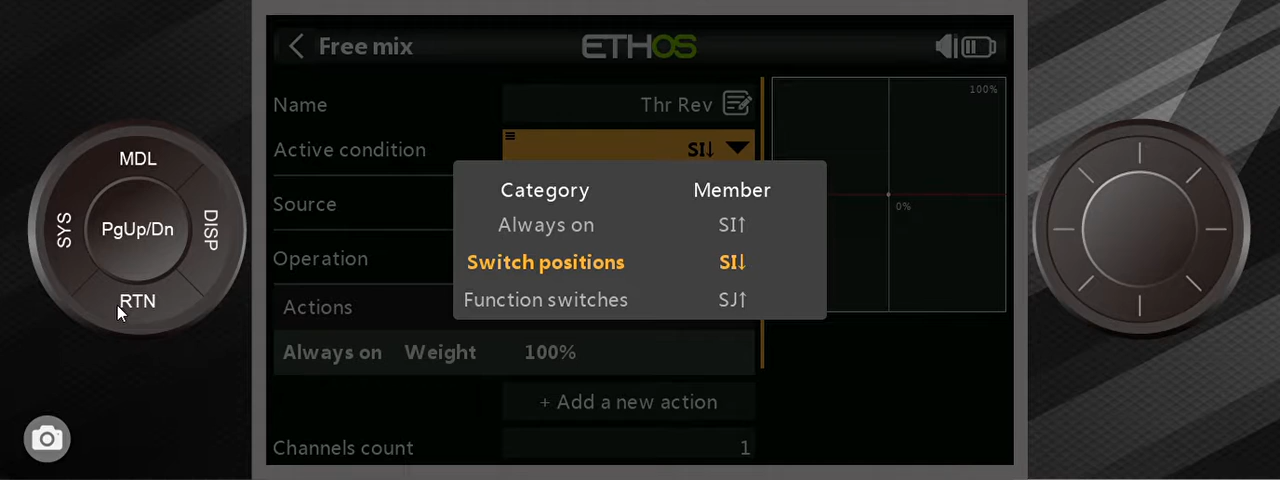 MDL
SYS
PgUp/Dn
DISP
RTN
Free mix
ETHOS
Name
Thr Rev
Active condition
SI↓
Source
Operation
Category Member
Always on SI↑
Switch positions SI↓
Function switches SJ↑
Actions
Always on Weight 100%
+ Add a new action
Channels count 1
100%
0%